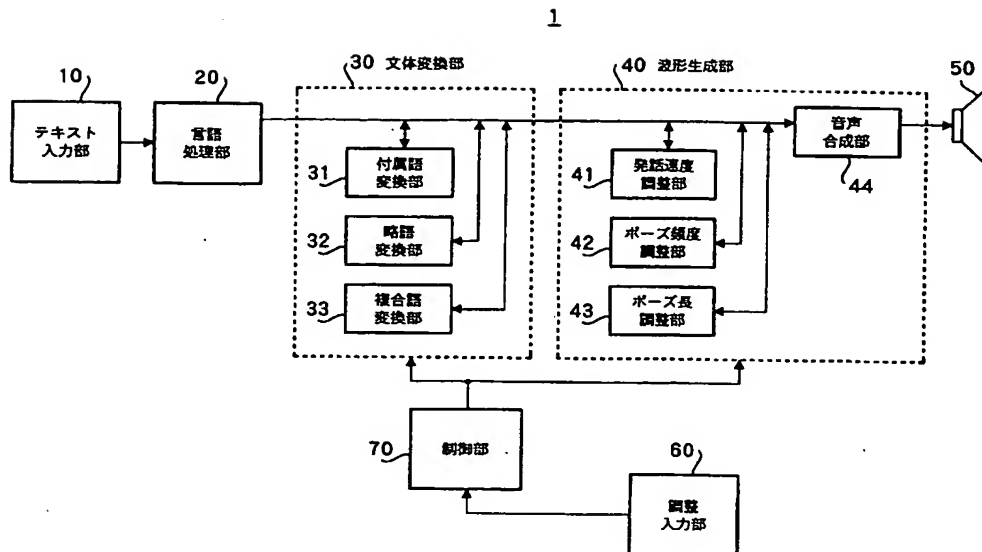 1
10
テキスト
入力部
20
言語
処理部
30 文体変換部
31
付属語
変換部
32
略語
変換部
33
複合語
変換部
40 波形生成部
41
発話速度
調整部
42
ポーズ頻度
調整部
43
ポーズ長
調整部
音声
合成部
44
50
70
制御部
60
調整
入力部